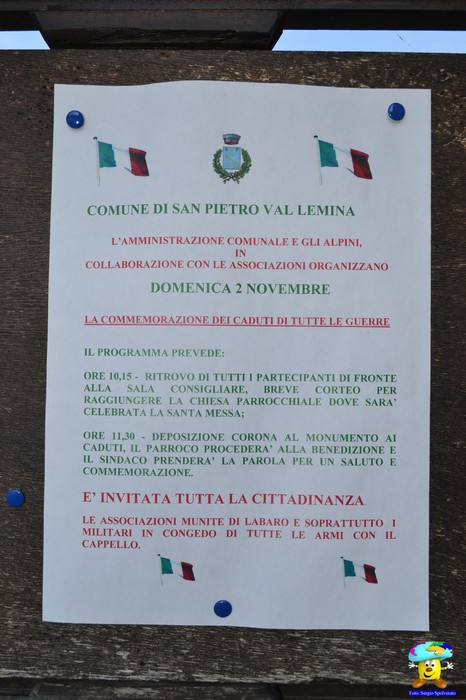 COMUNE DI SAN PIETRO VAL LEMINA
L'AMMINISTRAZIONE COMUNALE E GLI ALPINI,
IN
COLLABORAZIONE CON LE ASSOCIAZIONI ORGANIZZANO
DOMENICA 2 NOVEMBRE
LA COMMEMORAZIONE DEI CADUTI DI TUTTE LE GUERRE
IL PROGRAMMA PREVEDE:
ORE 10,15 - RITROVO DI TUTTI I PARTECIPANTI DI FRONTE
ALLA SALA CONSIGLIARE, BREVE CORTEO PER
RAGGIUNGERE LA CHIESA PARROCCHIALE DOVE SARA'
CELEBRATA LA SANTA MESSA;
ORE 11,30 - DEPOSIZIONE CORONA AL MONUMENTO AI
CADUTI, IL PARROCO PROCEDERA' ALLA BENEDIZIONE E
IL SINDACO PRENDERA' LA PAROLA PER UN SALUTO E
COMMEMORAZIONE.
E' INVITATA TUTTA LA CITTADINANZA.
LE ASSOCIAZIONI MUNITE DI LABARO E SOPRATTUTTO I
MILITARI IN CONGEDO DI TUTTE LE ARMI CON IL
CAPPELLO.
Foto: Sergio Spolverato